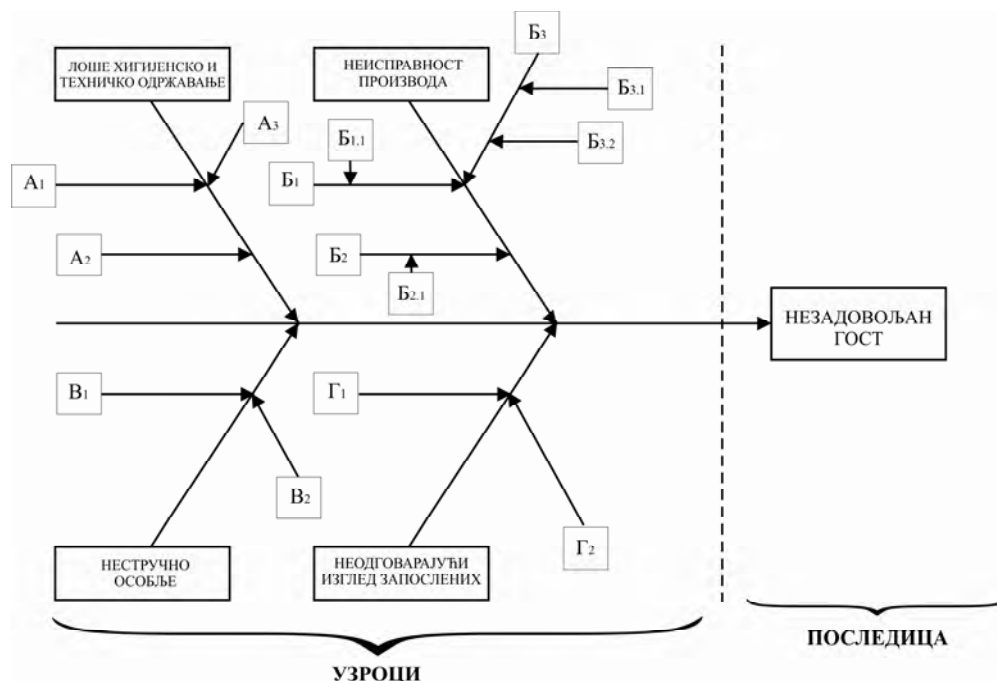 Б3
ЛОШЕ ХИГИЈЕНСКО И
ТЕХНИЧКО ОДРЖАВАЊЕ
НЕИСПРАВНОСТ
ПРОИЗВОДА
Б3.1
А3
Б1.1
Б3.2
А1
Б1
А2
Б2
Б2.1
НЕЗАДОВОЉАН
ГОСТ
В1
Г1
В2
Г2
НЕСТРУЧНО
ОСОБЉЕ
НЕОДГОВАРАЈУЋИ
ИЗГЛЕД ЗАПОСЛЕНИХ
ПОСЛЕДИЦА
УЗРОЦИ